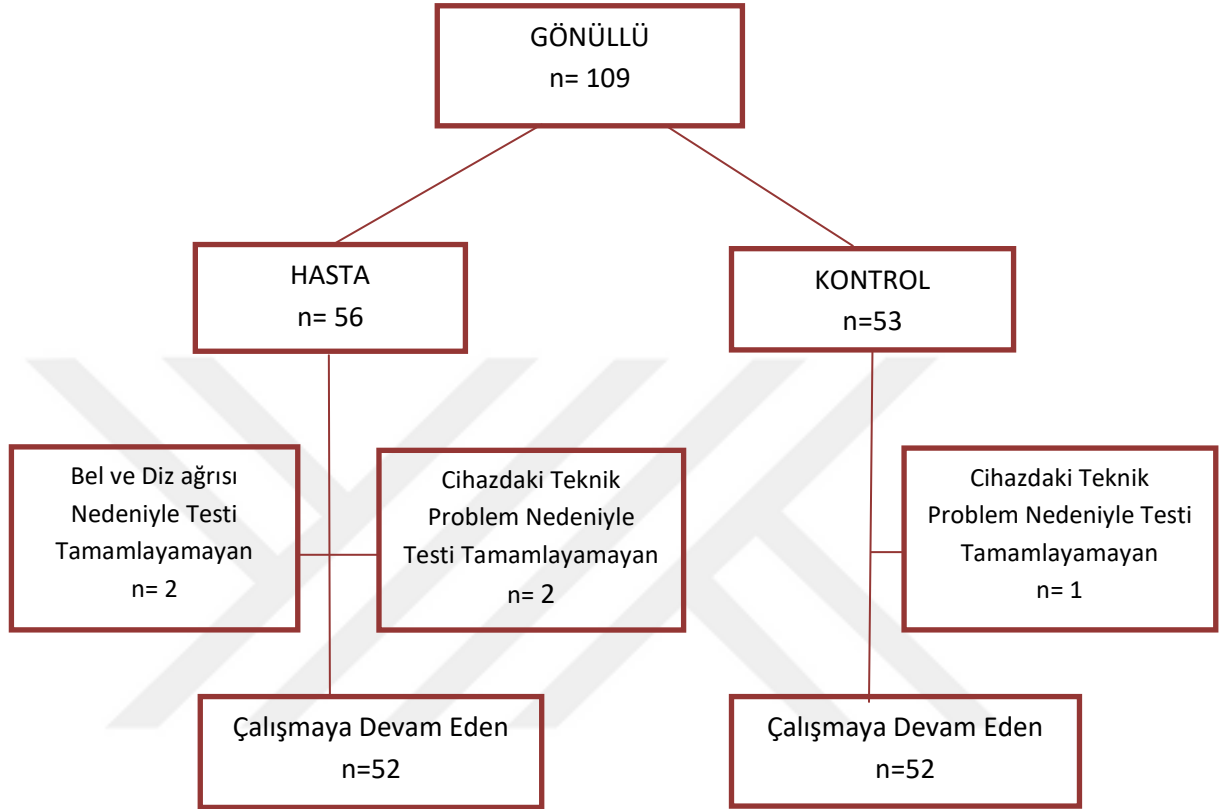 GÖNÜLLÜ
n= 109
HASTA
n= 56
KONTROL
n=53
Bel ve Diz ağrısı
Nedeniyle Testi
Tamamlayamayan
n= 2
Cihazdaki Teknik
Problem Nedeniyle
Testi Tamamlayamayan
n= 2
Cihazdaki Teknik
Problem Nedeniyle Testi
Tamamlayamayan
n= 1
Çalışmaya Devam Eden
n=52
Çalışmaya Devam Eden
n=52